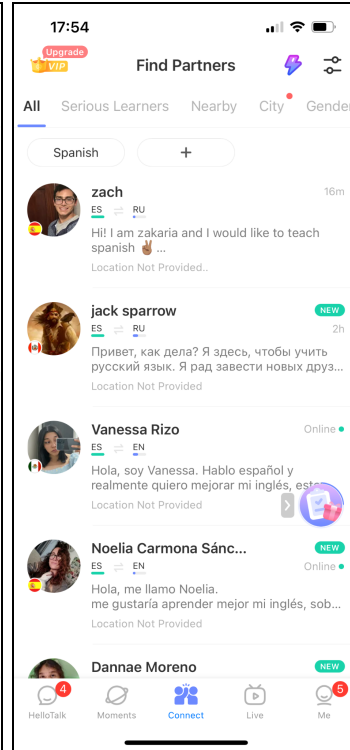 17:54
Upgrade
VIP
Find Partners
All Serious Learners Nearby City Gende
Spanish +
zach 16m
ES RU
Hi! I am zakaria and I would like to teach
spanish ✌🏽...
Location Not Provided..
jack sparrow NEW
ES RU 2h
Привет, как дела? Я здесь, чтобы учить
русский язык. Я рад завести новых друз...
Location Not Provided
Vanessa Rizo Online
ES EN
Hola, soy Vanessa. Hablo español y
realmente quiero mejorar mi inglés, esto
Location Not Provided
Noelia Carmona Sánc... NEW
ES EN Online
Hola, me llamo Noelia.
me gustaría aprender mejor mi inglés, sob...
Location Not Provided
Dannae Moreno NEW
4 5
HelloTalk Moments Connect Live Me